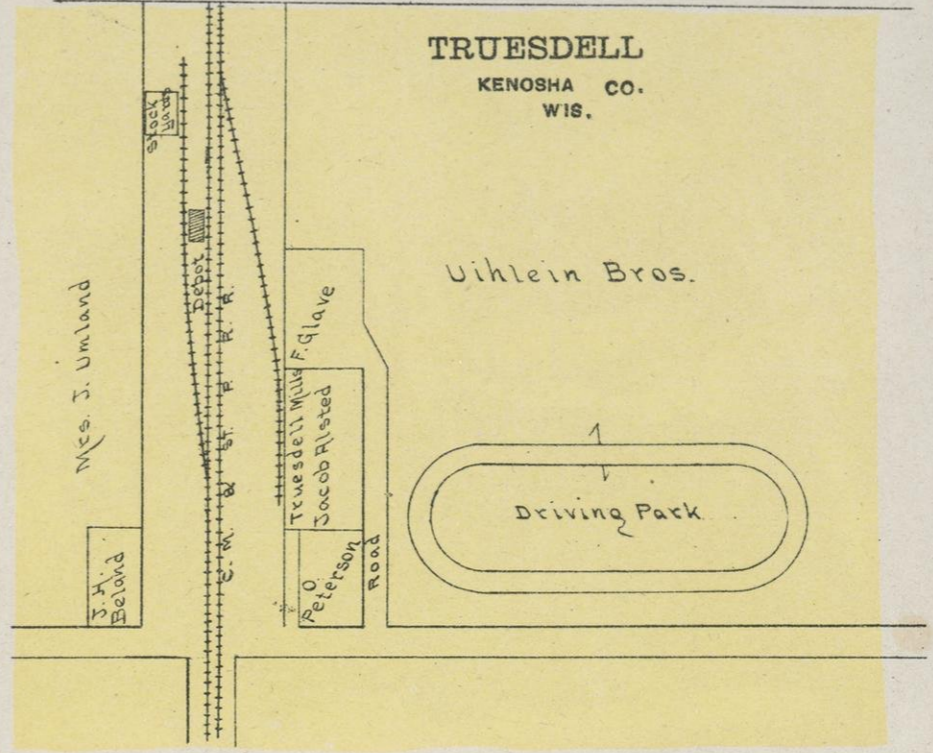 TRUESDELL
KENOSHA CO.
WIS.
Stock
Yards
Depot
C. M. & St. P. R. R.
Mrs. J. Umland
Uihlein Bros.
F. Glave
Truesdell Mills
Jacob Alsted
Driving Park
J. H.
Beland
O.
Peterson
Road